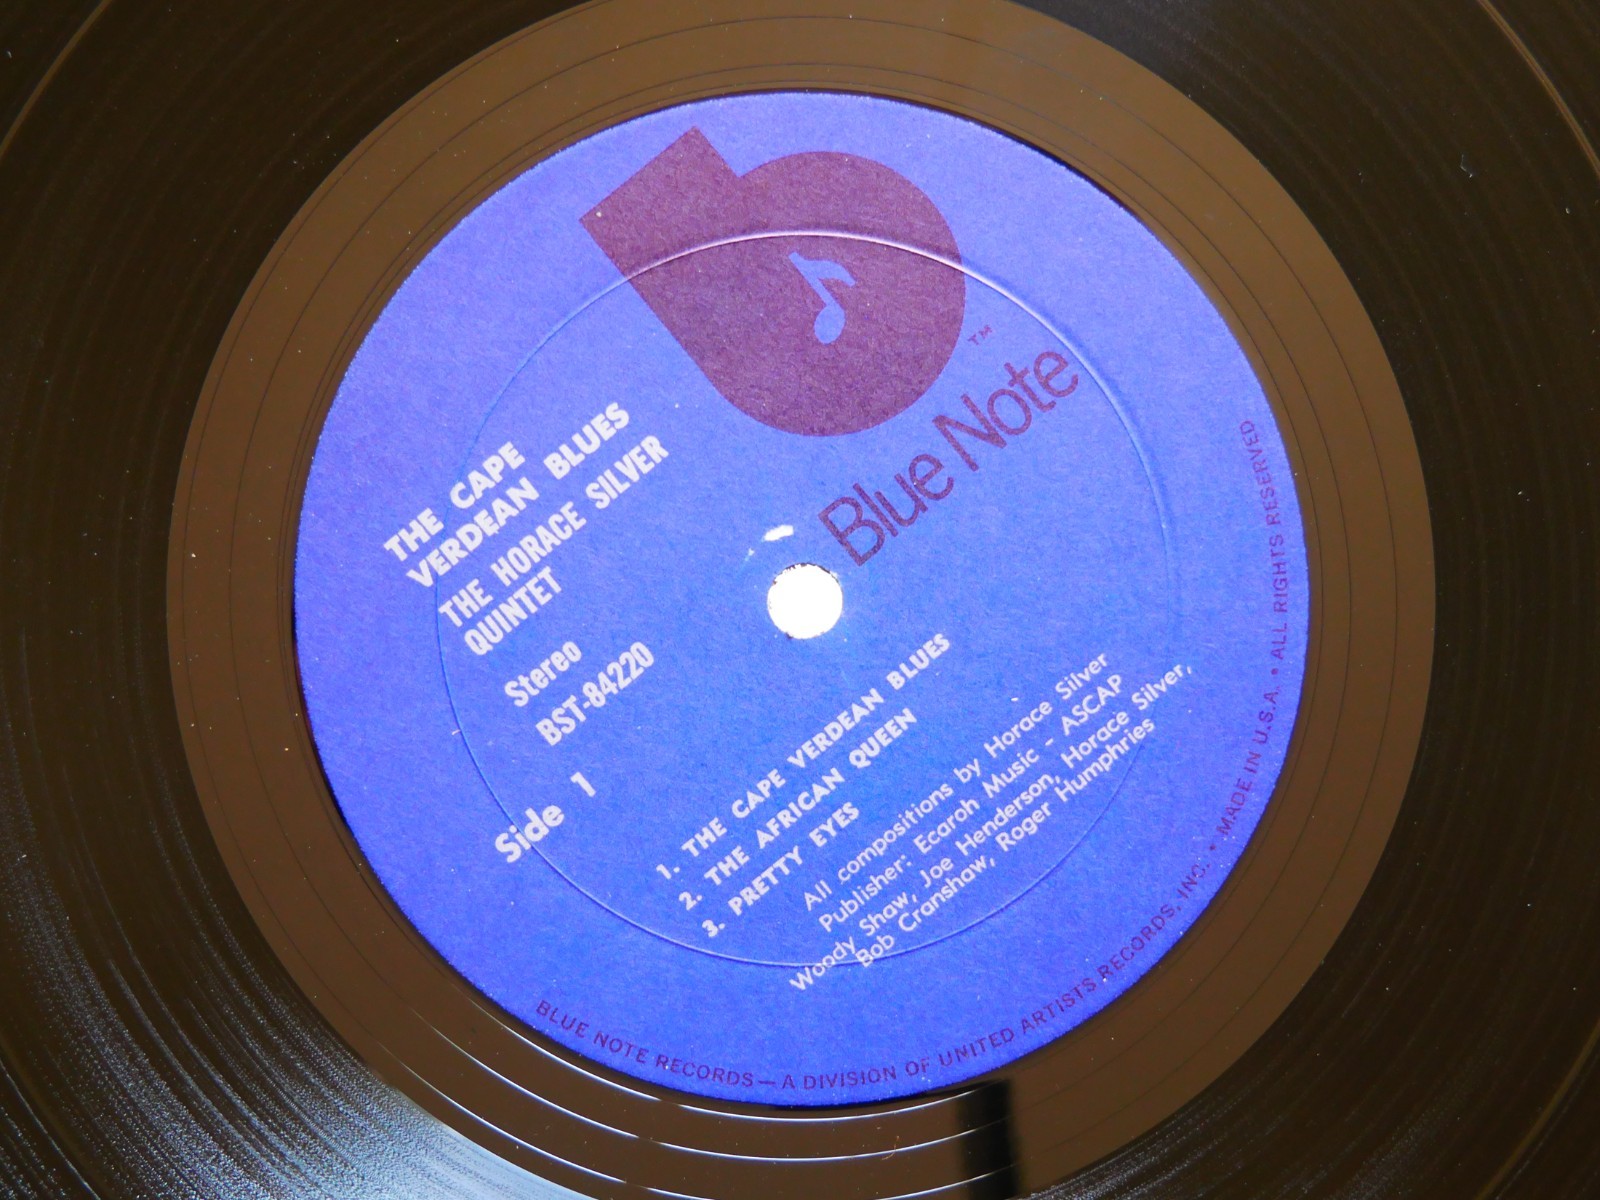 TM
Blue Note
THE CAPE
VERDEAN BLUES
THE HORACE SILVER
QUINTET
Stereo
BST-84220
Side 1
1. THE CAPE VERDEAN BLUES
2. THE AFRICAN QUEEN
3. PRETTY EYES
All compositions by Horace Silver
Publisher: Ecaroh Music - ASCAP
Woody Shaw, Joe Henderson, Horace Silver,
Bob Cranshaw, Roger Humphries
BLUE NOTE RECORDS — A DIVISION OF UNITED ARTISTS RECORDS, INC. • MADE IN U.S.A. • ALL RIGHTS RESERVED